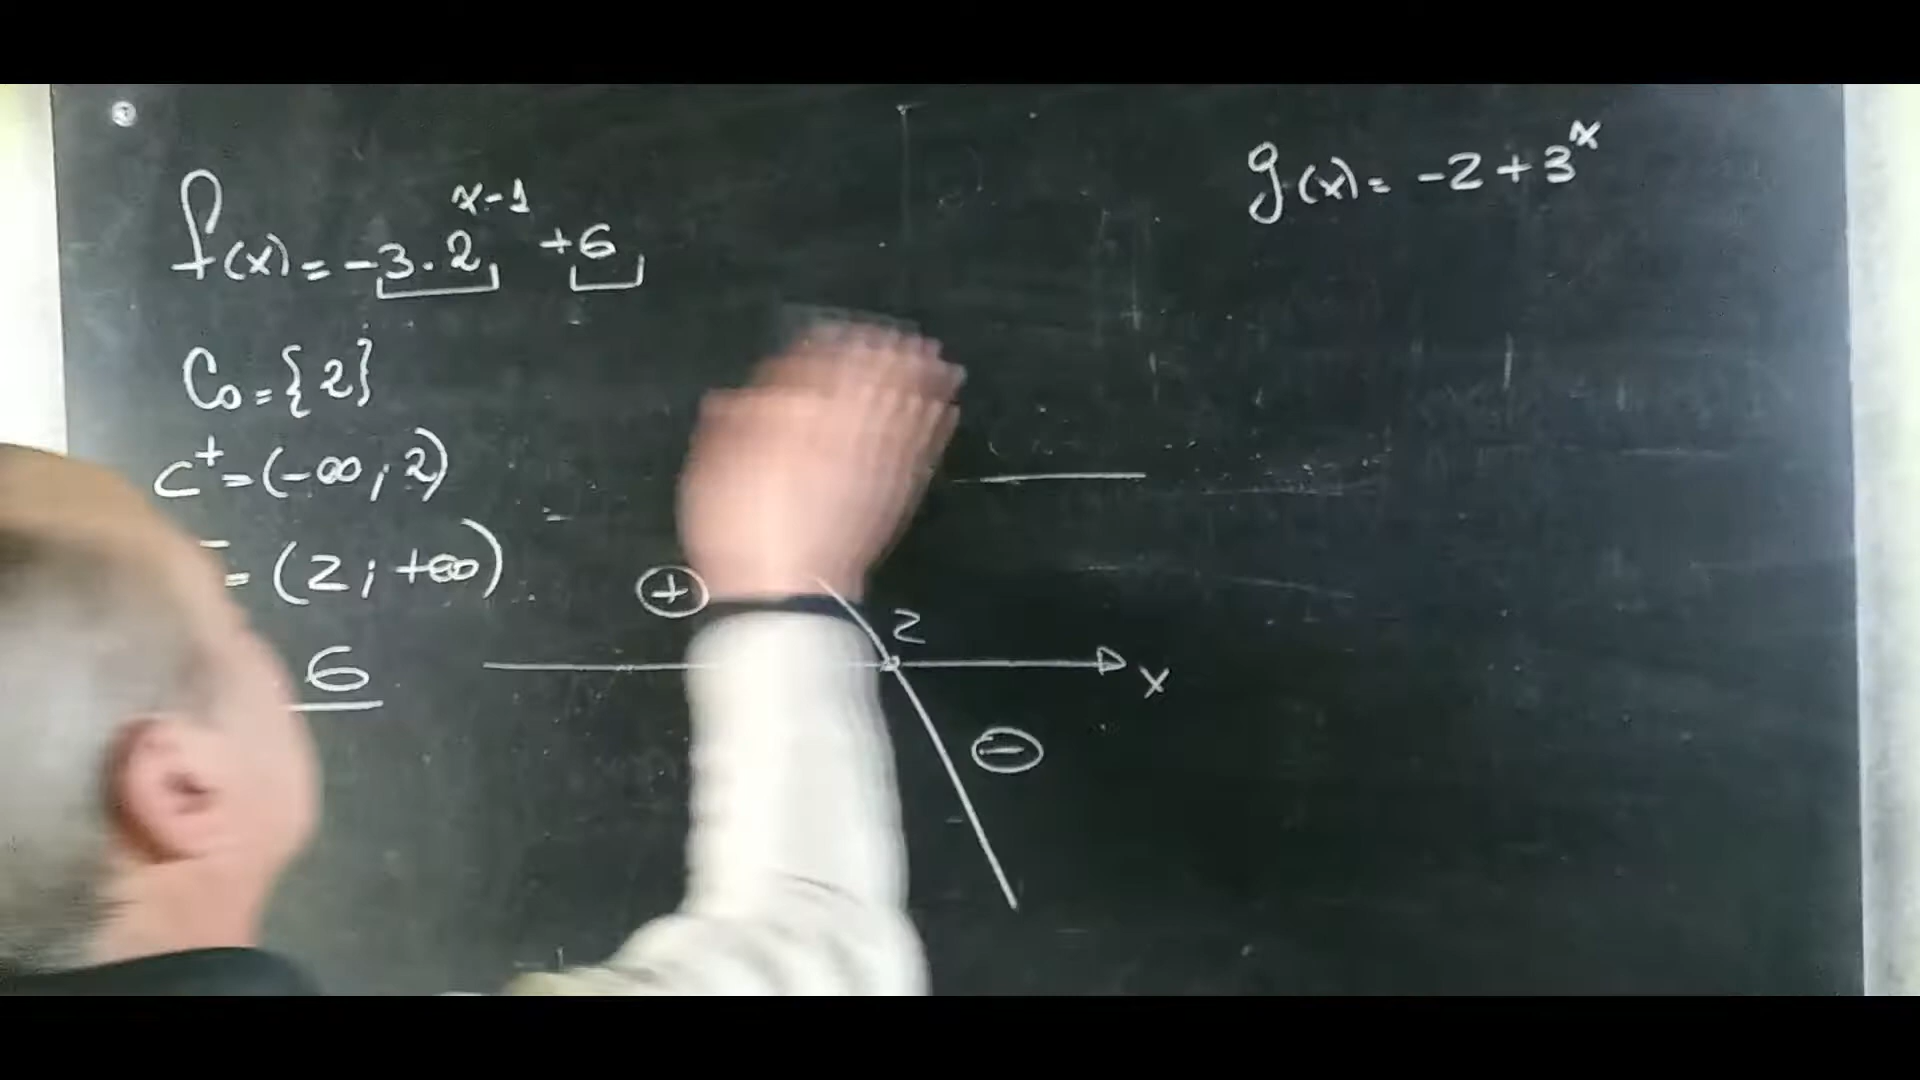 f(x) = -3·2^(x-1) +6
C₀ = {2}
C⁺ = (-∞; 2)
⁻ = (2; +∞)
6
+
2
x
-
g(x) = -2 + 3^x